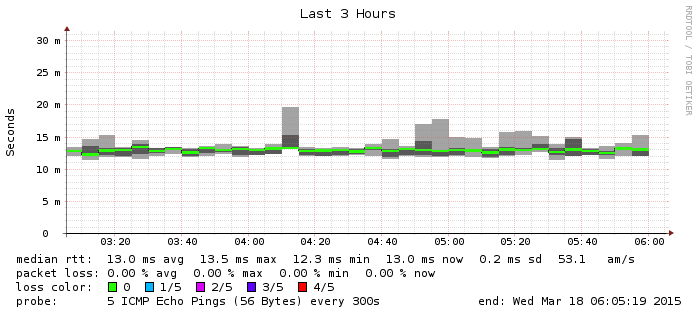 Last 3 Hours
RRDTOOL / TOBI OETIKER
Seconds
30 m
25 m
20 m
15 m
10 m
5 m
0
03:20 03:40 04:00 04:20 04:40 05:00 05:20 05:40 06:00
median rtt: 13.0 ms avg 13.5 ms max 12.3 ms min 13.0 ms now 0.2 ms sd 53.1 am/s
packet loss: 0.00 % avg 0.00 % max 0.00 % min 0.00 % now
loss color: 0 1/5 2/5 3/5 4/5
probe: 5 ICMP Echo Pings (56 Bytes) every 300s end: Wed Mar 18 06:05:19 2015